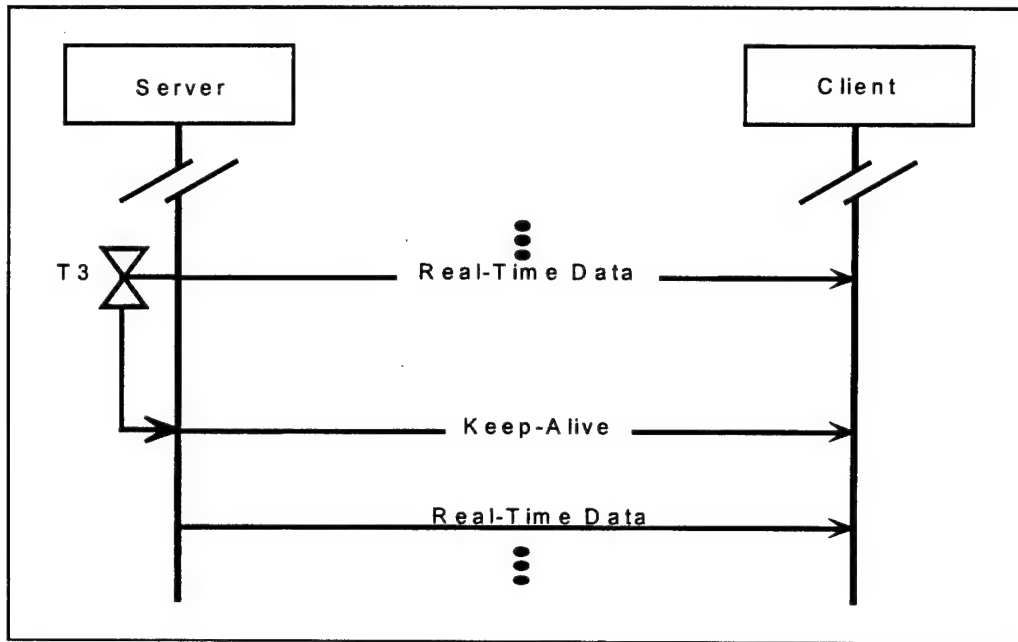 Server
Client
T3
Real-Time Data
Keep-Alive
Real-Time Data